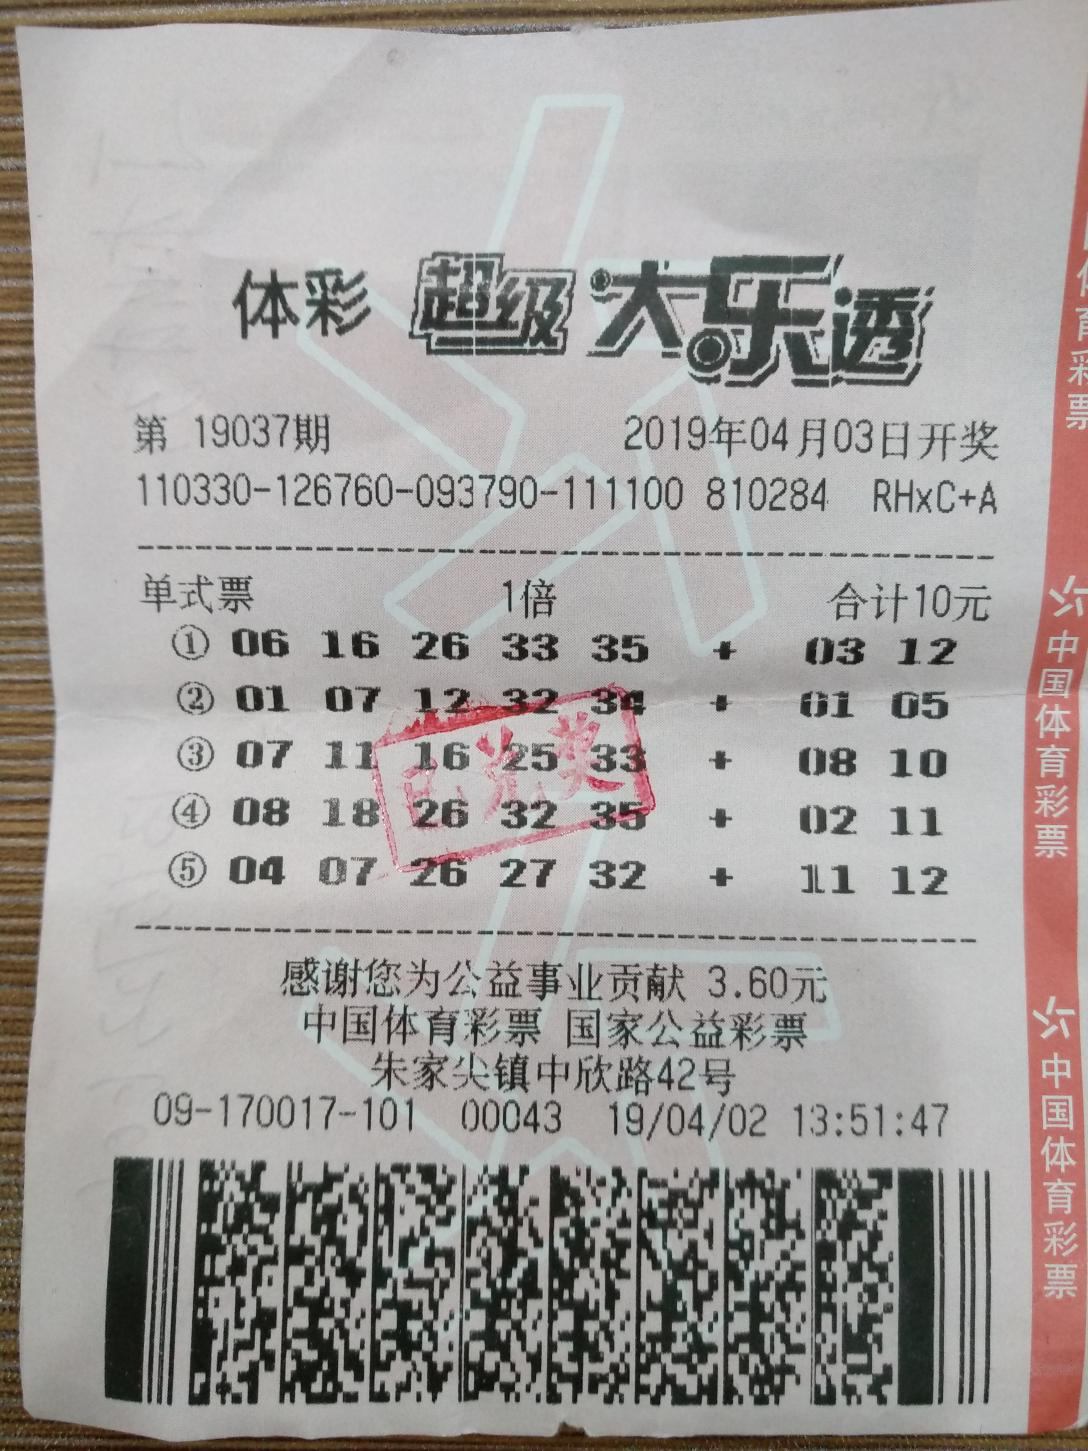 体彩 超级大乐透
第 19037期 2019年04月03日开奖
110330-126760-093790-111100 810284 RHxC+A
单式票 1倍 合计10元
① 06 16 26 33 35 + 03 12
② 01 07 12 32 34 + 01 05
③ 07 11 16 25 33 + 08 10
④ 08 18 26 32 35 + 02 11
⑤ 04 07 26 27 32 + 11 12
已兑奖
感谢您为公益事业贡献 3.60元
中国体育彩票 国家公益彩票
朱家尖镇中欣路42号
09-170017-101 00043 19/04/02 13:51:47
体育彩票
中国体育彩票
中国体育彩票